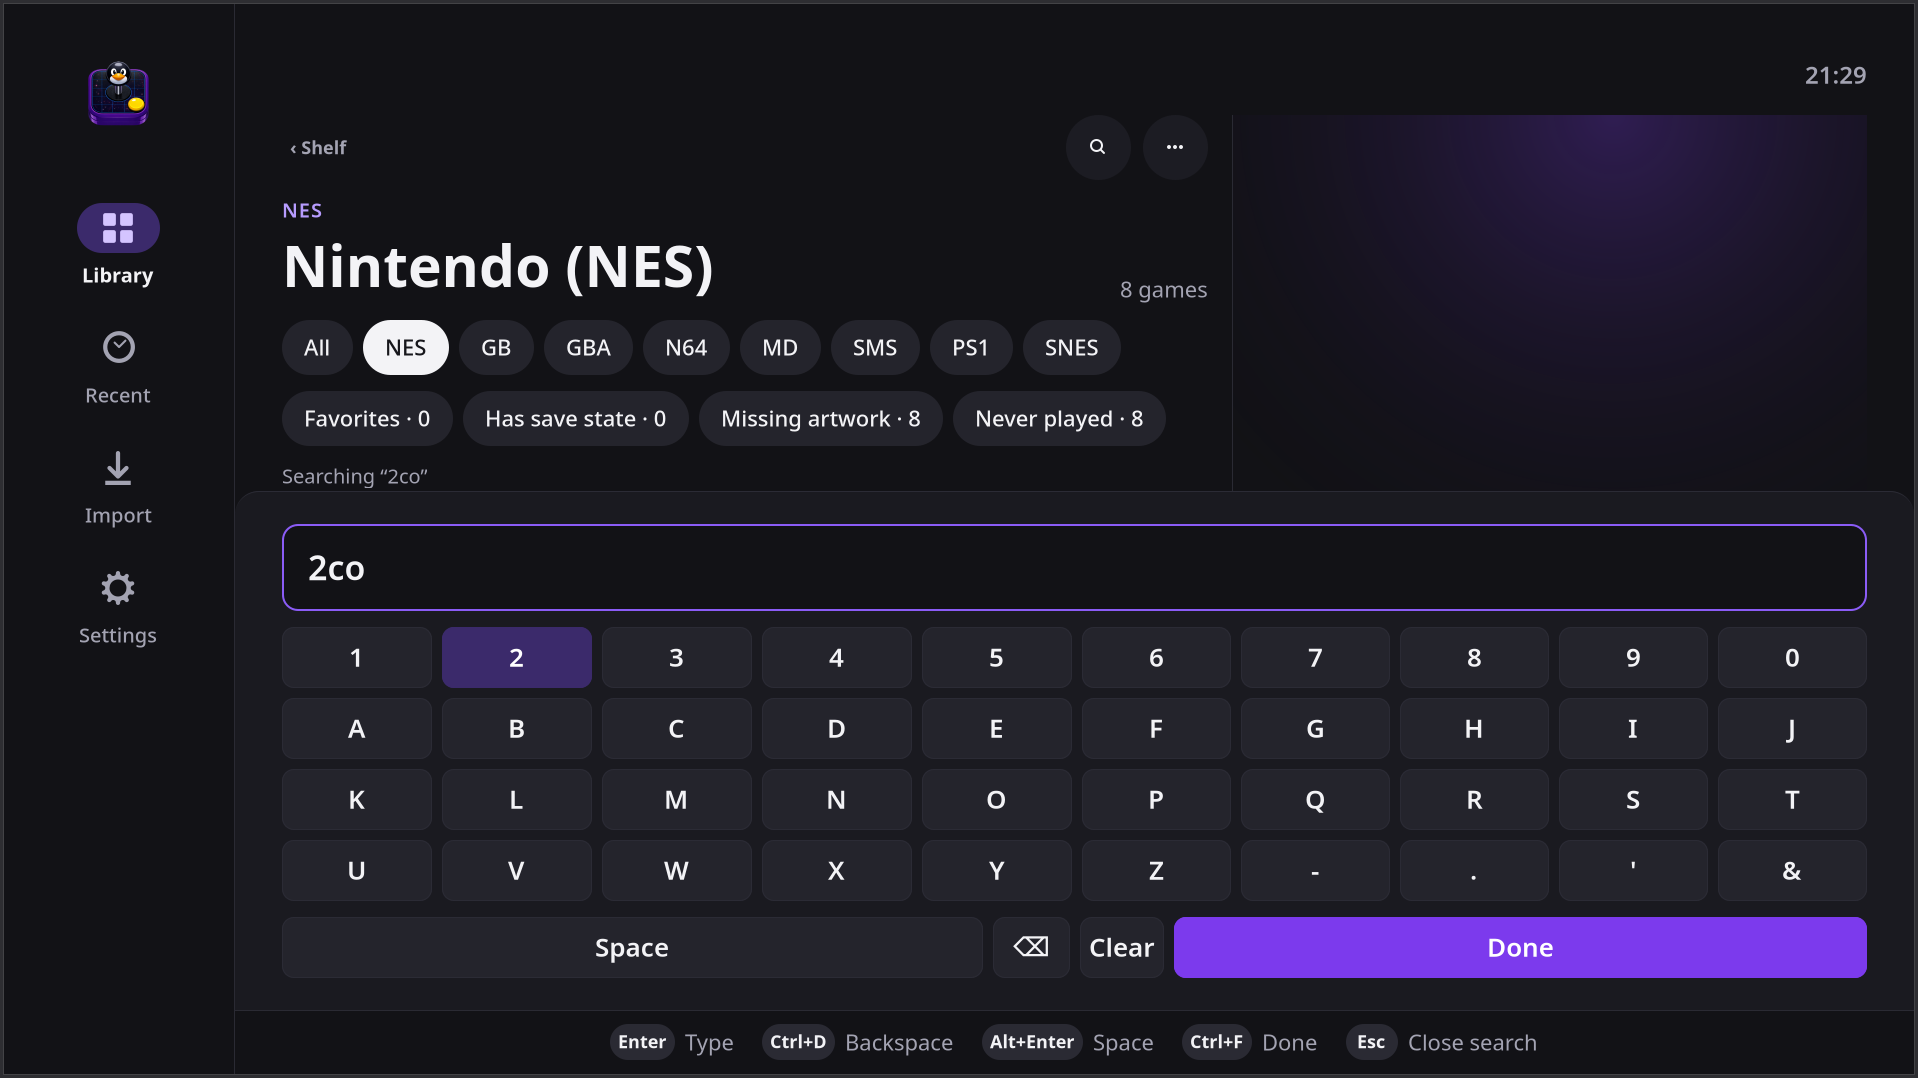 21:29
‹ Shelf
NES
Nintendo (NES)
8 games
All NES GB GBA N64 MD SMS PS1 SNES
Favorites · 0 Has save state · 0 Missing artwork · 8 Never played · 8
Searching “2co”
Library
Recent
Import
Settings
2co
1 2 3 4 5 6 7 8 9 0
A B C D E F G H I J
K L M N O P Q R S T
U V W X Y Z - . ' &
Space ⌫ Clear Done
Enter Type Ctrl+D Backspace Alt+Enter Space Ctrl+F Done Esc Close search